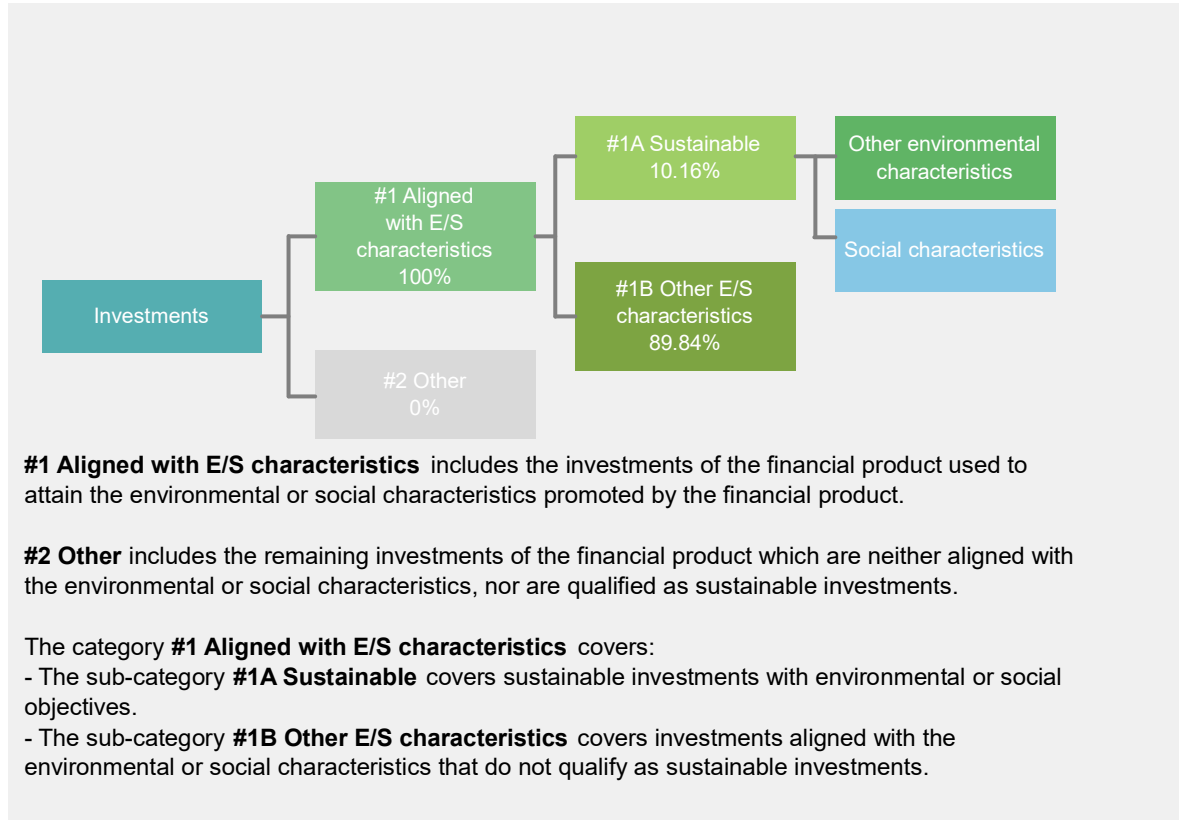 #1A Sustainable
10.16%
Other environmental
characteristics
#1 Aligned
with E/S
characteristics
100%
Social characteristics
Investments
#1B Other E/S
characteristics
89.84%
#2 Other
0%
#1 Aligned with E/S characteristics includes the investments of the financial product used to
attain the environmental or social characteristics promoted by the financial product.
#2 Other includes the remaining investments of the financial product which are neither aligned with
the environmental or social characteristics, nor are qualified as sustainable investments.
The category #1 Aligned with E/S characteristics covers:
- The sub-category #1A Sustainable covers sustainable investments with environmental or social
objectives.
- The sub-category #1B Other E/S characteristics covers investments aligned with the
environmental or social characteristics that do not qualify as sustainable investments.